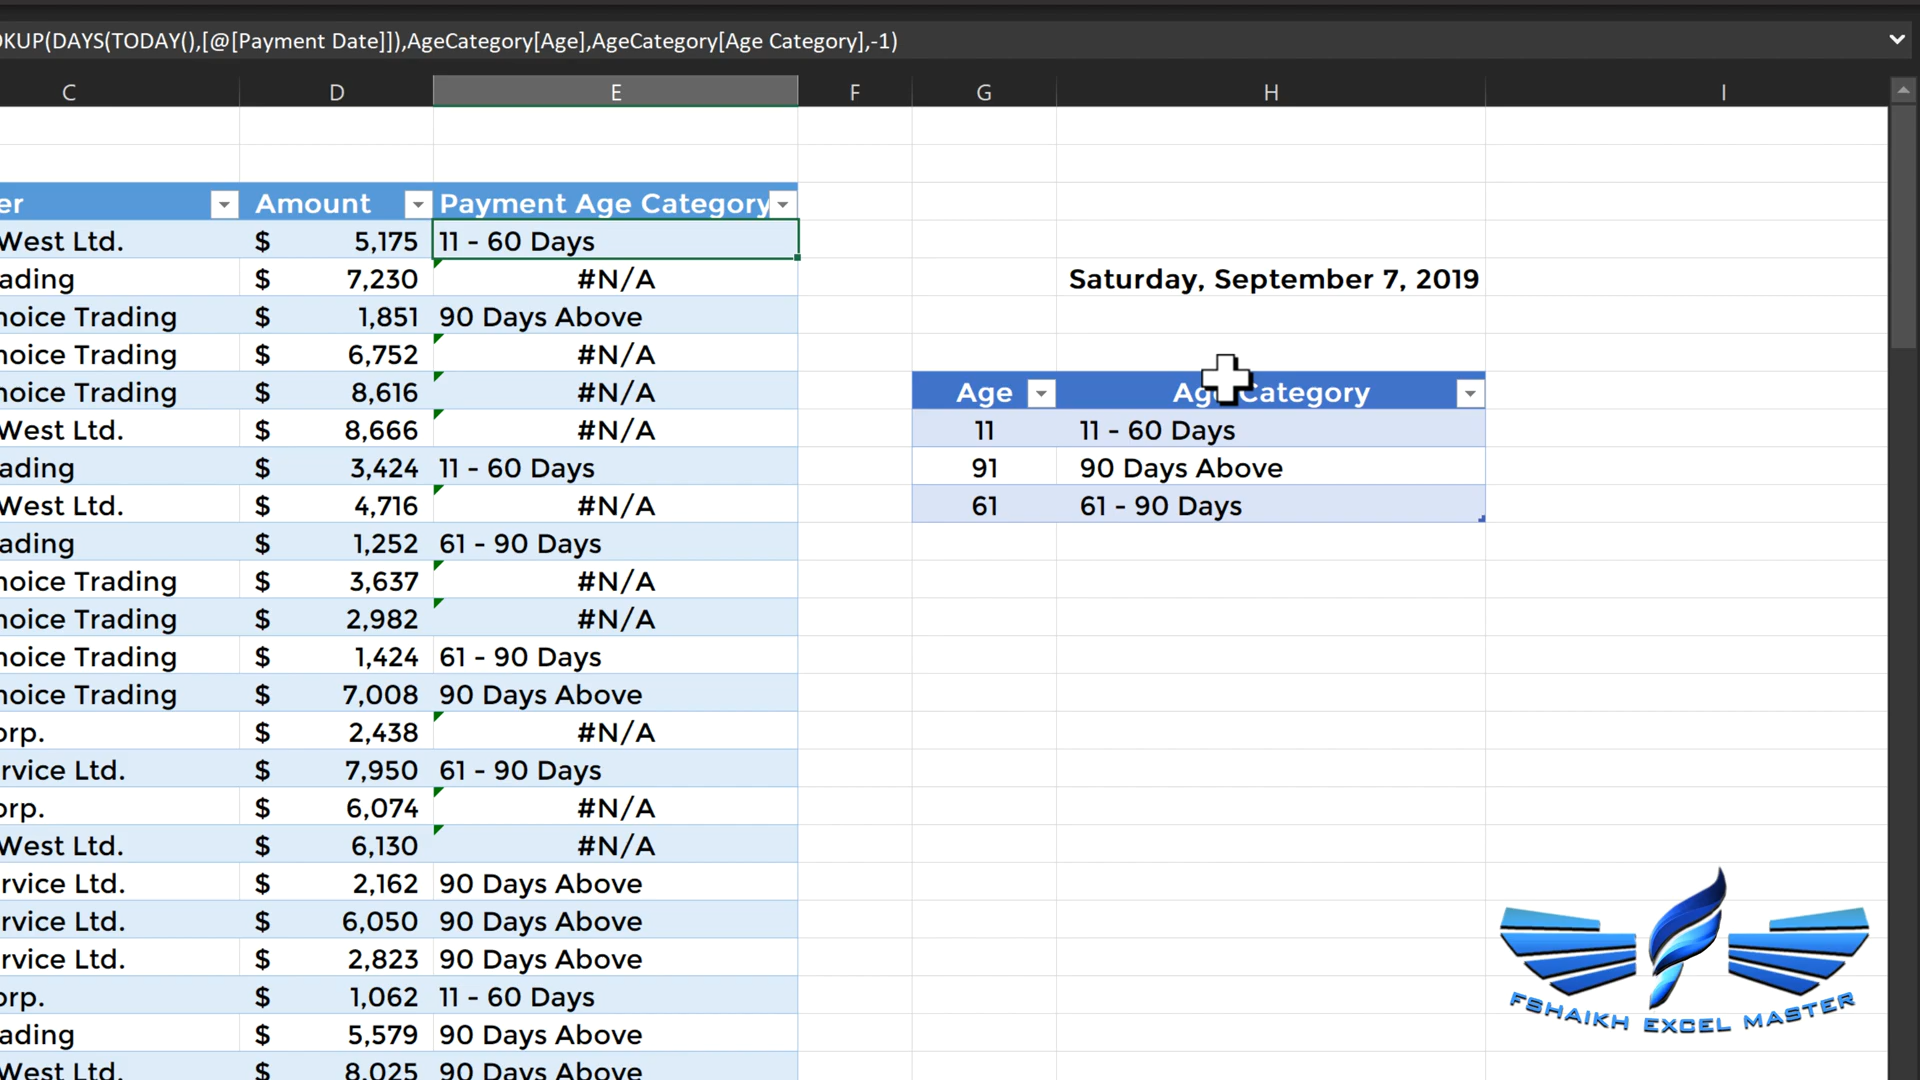 OKUP(DAYS(TODAY(),[@[Payment Date]]),AgeCategory[Age],AgeCategory[Age Category],-1)
C D E F G H I
er Amount Payment Age Category
West Ltd. $ 5,175 11 - 60 Days
ading $ 7,230 #N/A Saturday, September 7, 2019
hoice Trading $ 1,851 90 Days Above
hoice Trading $ 6,752 #N/A
hoice Trading $ 8,616 #N/A Age Age Category
West Ltd. $ 8,666 #N/A 11 11 - 60 Days
ading $ 3,424 11 - 60 Days 91 90 Days Above
West Ltd. $ 4,716 #N/A 61 61 - 90 Days
ading $ 1,252 61 - 90 Days
hoice Trading $ 3,637 #N/A
hoice Trading $ 2,982 #N/A
hoice Trading $ 1,424 61 - 90 Days
hoice Trading $ 7,008 90 Days Above
orp. $ 2,438 #N/A
rvice Ltd. $ 7,950 61 - 90 Days
orp. $ 6,074 #N/A
West Ltd. $ 6,130 #N/A
rvice Ltd. $ 2,162 90 Days Above
rvice Ltd. $ 6,050 90 Days Above
rvice Ltd. $ 2,823 90 Days Above
orp. $ 1,062 11 - 60 Days
ading $ 5,579 90 Days Above
West Ltd. $ 8,025 90 Days Above
FSHAIKH EXCEL MASTER